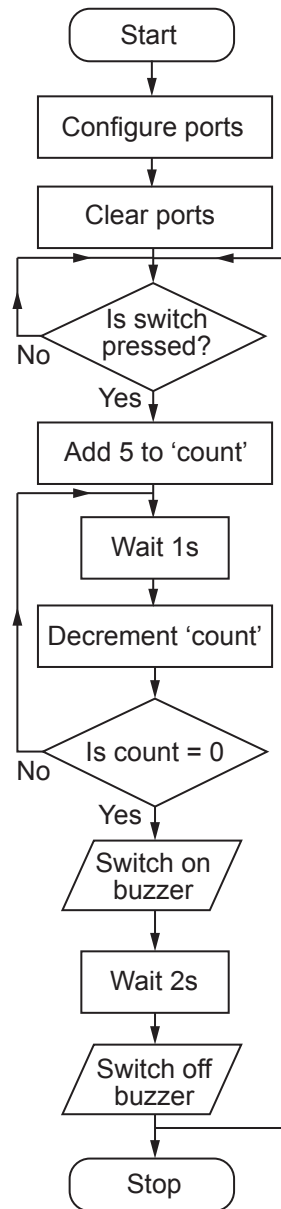 Start
Configure ports
Clear ports
Is switch
pressed?
No
Yes
Add 5 to ‘count’
Wait 1s
Decrement ‘count’
Is count = 0
No
Yes
Switch on
buzzer
Wait 2s
Switch off
buzzer
Stop